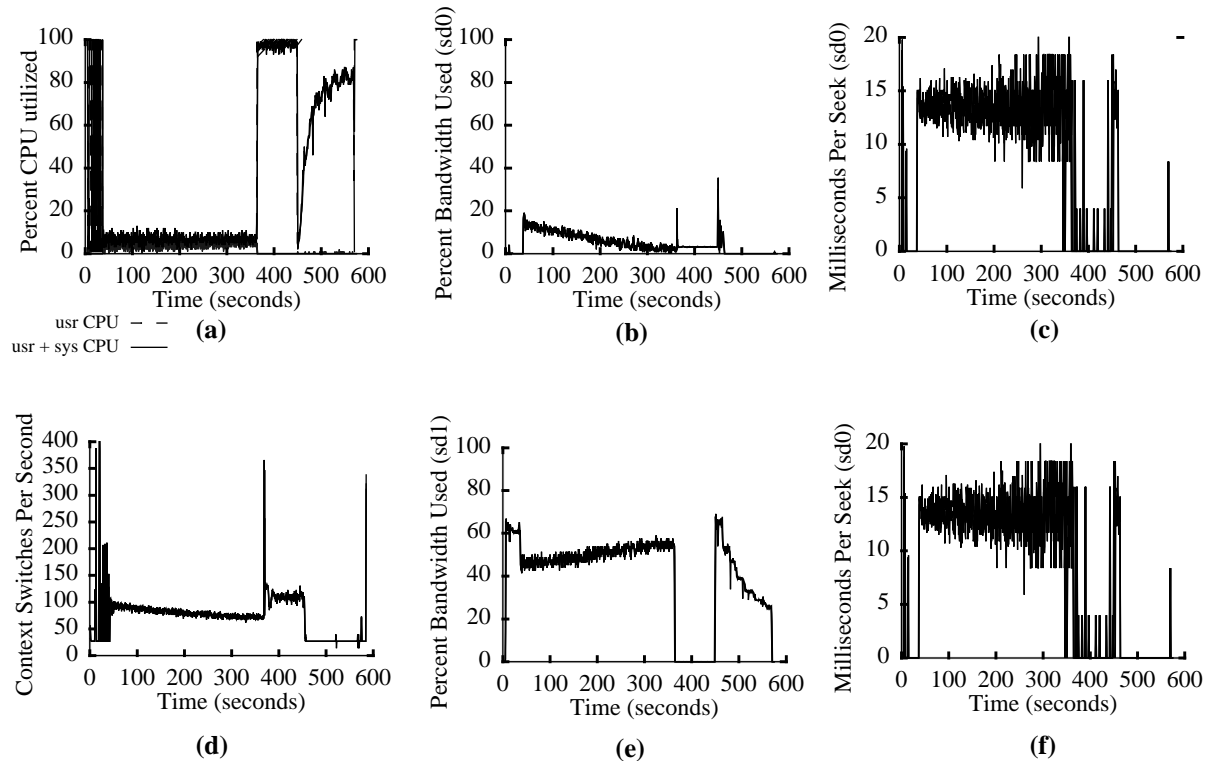 Percent CPU utilized
100
80
60
40
20
0
0 100 200 300 400 500 600
Time (seconds)
(a)
usr CPU
usr + sys CPU
Percent Bandwidth Used (sd0)
100
80
60
40
20
0
0 100 200 300 400 500 600
Time (seconds)
(b)
Milliseconds Per Seek (sd0)
20
15
10
5
0
0 100 200 300 400 500 600
Time (seconds)
(c)
Context Switches Per Second
400
350
300
250
200
150
100
50
0
0 100 200 300 400 500 600
Time (seconds)
(d)
Percent Bandwidth Used (sd1)
100
80
60
40
20
0
0 100 200 300 400 500 600
Time (seconds)
(e)
Milliseconds Per Seek (sd0)
20
15
10
5
0
0 100 200 300 400 500 600
Time (seconds)
(f)